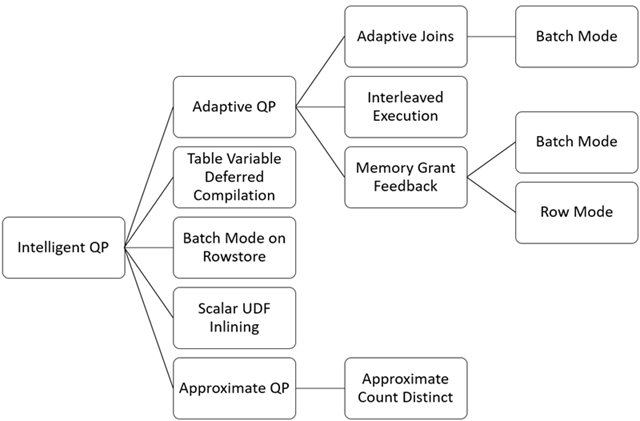 Intelligent QP
Adaptive QP
Adaptive Joins
Batch Mode
Interleaved
Execution
Memory Grant
Feedback
Batch Mode
Row Mode
Table Variable
Deferred
Compilation
Batch Mode on
Rowstore
Scalar UDF
Inlining
Approximate QP
Approximate
Count Distinct